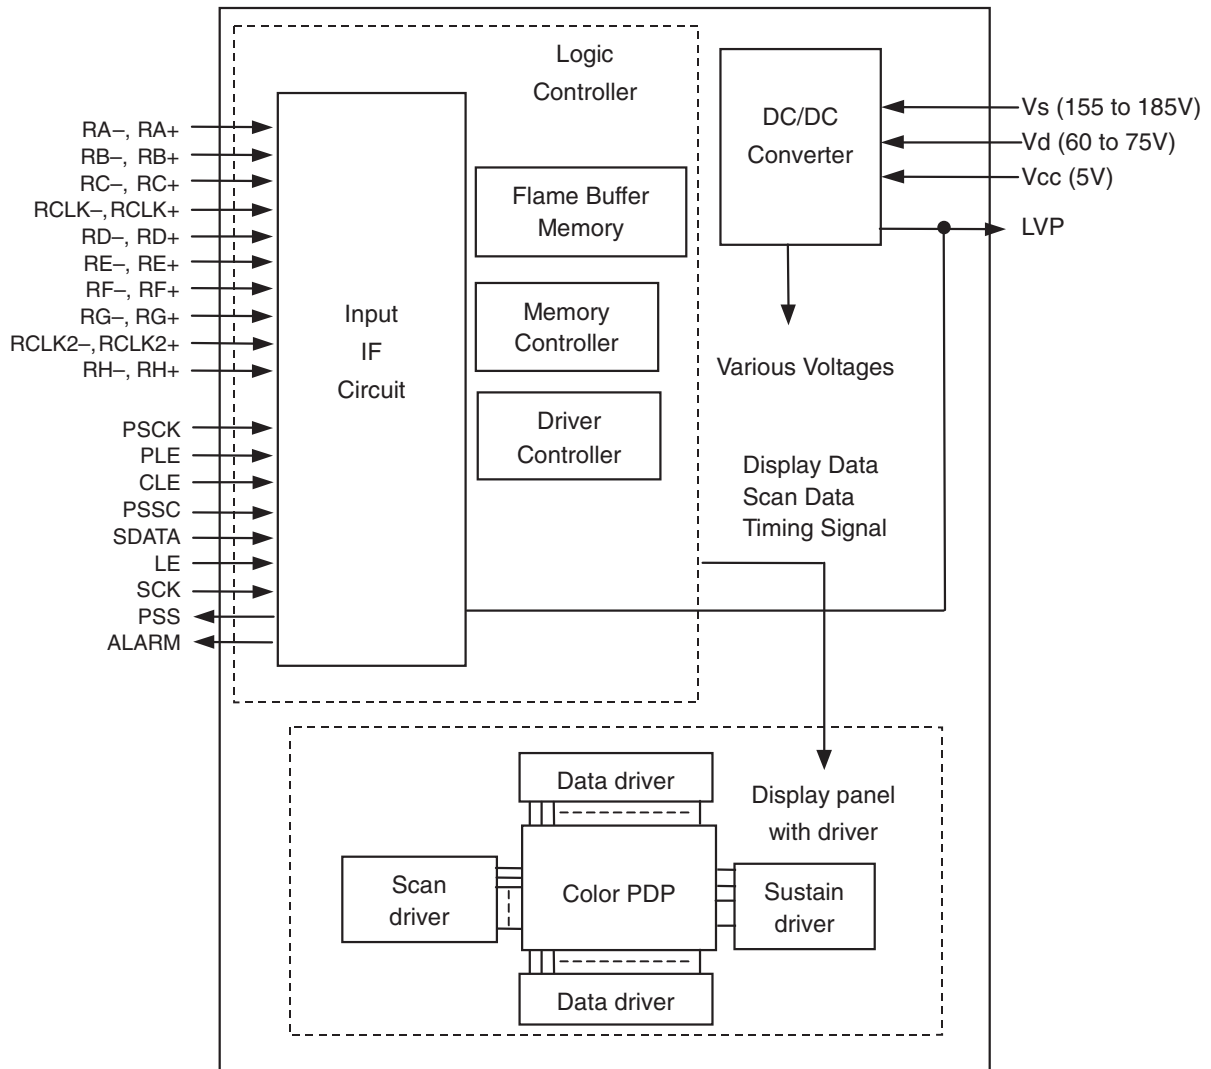 Logic
Controller
RA–, RA+
RB–, RB+
RC–, RC+
RCLK–,RCLK+
RD–, RD+
RE–, RE+
RF–, RF+
RG–, RG+
RCLK2–,RCLK2+
RH–, RH+
PSCK
PLE
CLE
PSSC
SDATA
LE
SCK
PSS
ALARM
Input
IF
Circuit
Flame Buffer
Memory
Memory
Controller
Driver
Controller
DC/DC
Converter
Vs (155 to 185V)
Vd (60 to 75V)
Vcc (5V)
LVP
Various Voltages
Display Data
Scan Data
Timing Signal
Data driver
Display panel
with driver
Scan
driver
Color PDP
Sustain
driver
Data driver